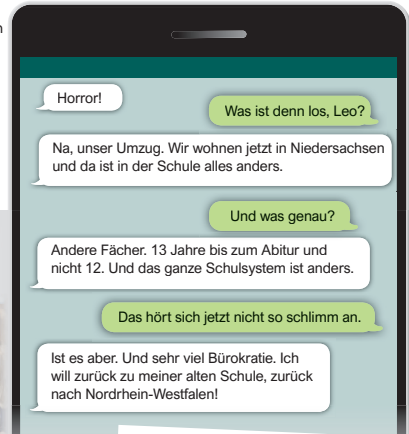 Horror!
Was ist denn los, Leo?
Na, unser Umzug. Wir wohnen jetzt in Niedersachsen
und da ist in der Schule alles anders.
Und was genau?
Andere Fächer. 13 Jahre bis zum Abitur und
nicht 12. Und das ganze Schulsystem ist anders.
Das hört sich jetzt nicht so schlimm an.
Ist es aber. Und sehr viel Bürokratie. Ich
will zurück zu meiner alten Schule, zurück
nach Nordrhein-Westfalen!